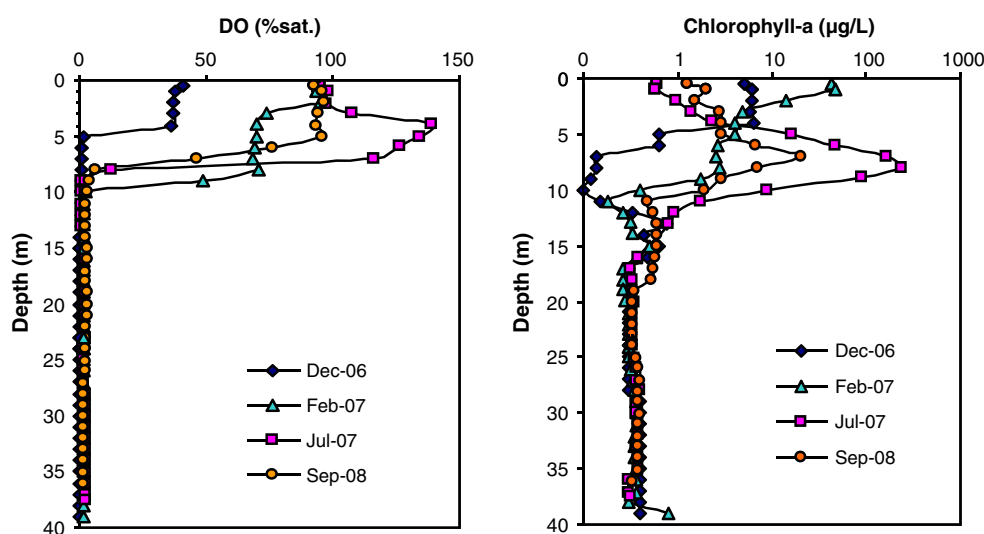 DO (%sat.)
0 50 100 150
0
5
10
15
20
25
30
35
40
Depth (m)
Dec-06
Feb-07
Jul-07
Sep-08
Chlorophyll-a (µg/L)
0 1 10 100 1000
0
5
10
15
20
25
30
35
40
Depth (m)
Dec-06
Feb-07
Jul-07
Sep-08